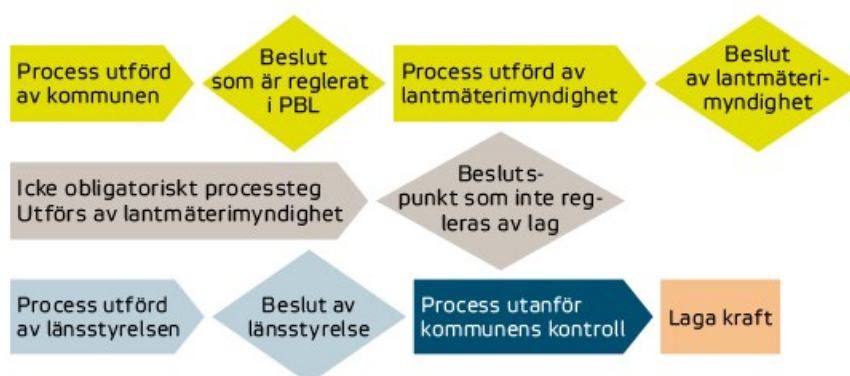 Process utförd
av kommunen
Beslut
som är reglerat
i PBL
Process utförd av
lantmäterimyndighet
Beslut
av lantmäteri-
myndighet
Icke obligatoriskt processteg
Utförs av lantmäterimyndighet
Besluts-
punkt som inte reg-
leras av lag
Process utförd
av länsstyrelsen
Beslut av
länsstyrelse
Process utanför
kommunens kontroll
Laga kraft